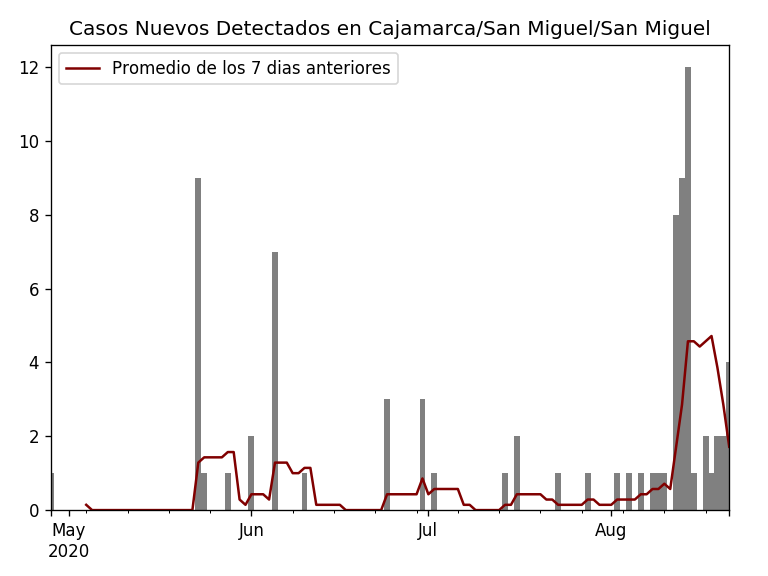 Casos Nuevos Detectados en Cajamarca/San Miguel/San Miguel
Promedio de los 7 dias anteriores
12
10
8
6
4
2
0
May
2020
Jun
Jul
Aug